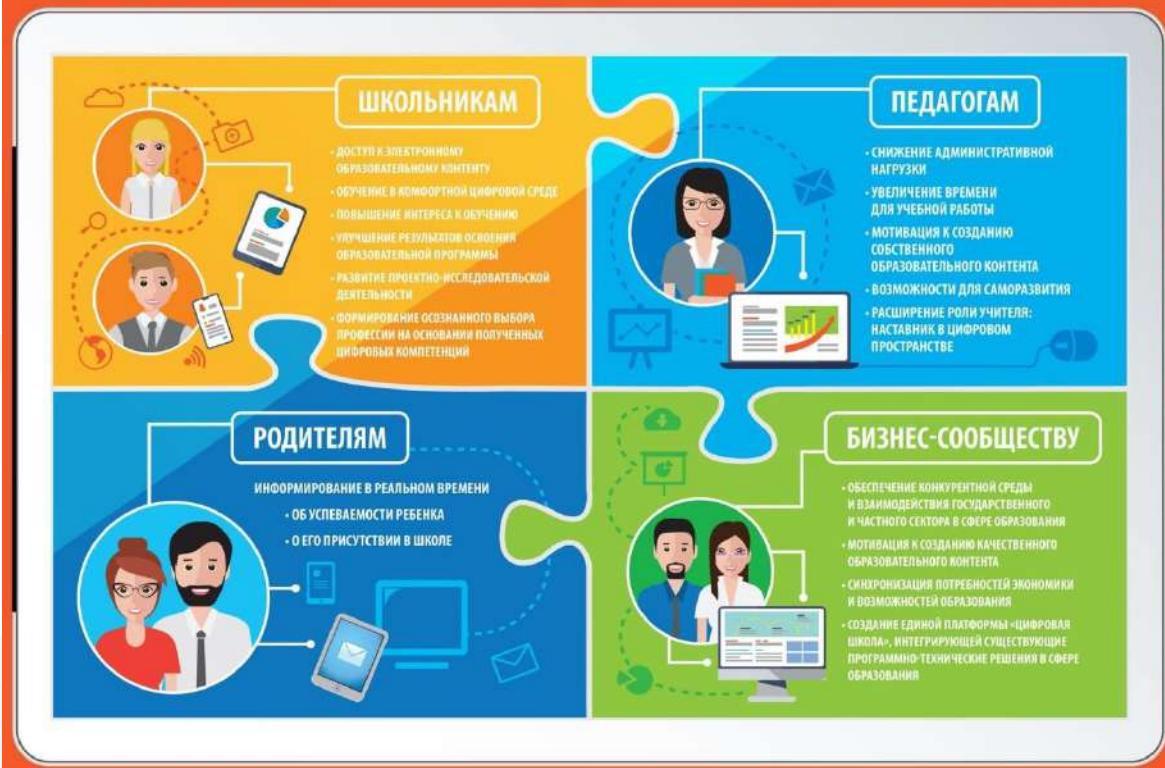 ШКОЛЬНИКАМ
• ДОСТУП К ЭЛЕКТРОННОМУ
ОБРАЗОВАТЕЛЬНОМУ КОНТЕНТУ
• ОБУЧЕНИЕ В КОМФОРТНОЙ ЦИФРОВОЙ СРЕДЕ
• ПОВЫШЕНИЕ ИНТЕРЕСА К ОБУЧЕНИЮ
• УЛУЧШЕНИЕ РЕЗУЛЬТАТОВ ОСВОЕНИЯ
ОБРАЗОВАТЕЛЬНОЙ ПРОГРАММЫ
• РАЗВИТИЕ ПРОЕКТНО-ИССЛЕДОВАТЕЛЬСКОЙ
ДЕЯТЕЛЬНОСТИ
• ФОРМИРОВАНИЕ ОСОЗНАННОГО ВЫБОРА
ПРОФЕССИИ НА ОСНОВАНИИ ПОЛУЧЕННЫХ
ЦИФРОВЫХ КОМПЕТЕНЦИЙ
ПЕДАГОГАМ
• СНИЖЕНИЕ АДМИНИСТРАТИВНОЙ
НАГРУЗКИ
• УВЕЛИЧЕНИЕ ВРЕМЕНИ
ДЛЯ УЧЕБНОЙ РАБОТЫ
• МОТИВАЦИЯ К СОЗДАНИЮ
СОБСТВЕННОГО
ОБРАЗОВАТЕЛЬНОГО КОНТЕНТА
• ВОЗМОЖНОСТИ ДЛЯ САМОРАЗВИТИЯ
• РАСШИРЕНИЕ РОЛИ УЧИТЕЛЯ:
НАСТАВНИК В ЦИФРОВОМ
ПРОСТРАНСТВЕ
РОДИТЕЛЯМ
ИНФОРМИРОВАНИЕ В РЕАЛЬНОМ ВРЕМЕНИ
• ОБ УСПЕВАЕМОСТИ РЕБЕНКА
• О ЕГО ПРИСУТСТВИИ В ШКОЛЕ
БИЗНЕС-СООБЩЕСТВУ
• ОБЕСПЕЧЕНИЕ КОНКУРЕНТНОЙ СРЕДЫ
И ВЗАИМОДЕЙСТВИЯ ГОСУДАРСТВЕННОГО
И ЧАСТНОГО СЕКТОРА В СФЕРЕ ОБРАЗОВАНИЯ
• МОТИВАЦИЯ К СОЗДАНИЮ КАЧЕСТВЕННОГО
ОБРАЗОВАТЕЛЬНОГО КОНТЕНТА
• СИНХРОНИЗАЦИЯ ПОТРЕБНОСТЕЙ ЭКОНОМИКИ
И ВОЗМОЖНОСТЕЙ ОБРАЗОВАНИЯ
• СОЗДАНИЕ ЕДИНОЙ ПЛАТФОРМЫ «ЦИФРОВАЯ
ШКОЛА», ИНТЕГРИРУЮЩЕЙ СУЩЕСТВУЮЩИЕ
ПРОГРАММНО-ТЕХНИЧЕСКИЕ РЕШЕНИЯ В СФЕРЕ
ОБРАЗОВАНИЯ